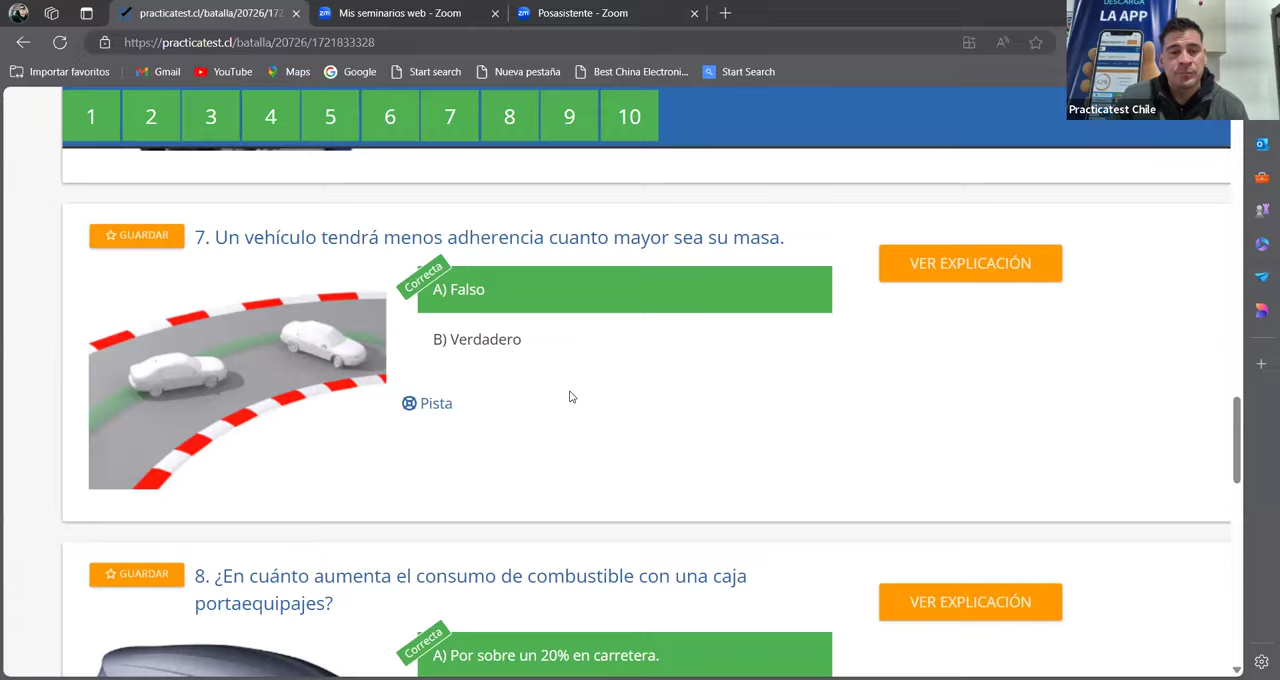 practicatest.cl/batalla/20726/172
Mis seminarios web - Zoom
Posasistente - Zoom
https://practicatest.cl/batalla/20726/1721833328
Importar favoritos
Gmail
YouTube
Maps
Google
Start search
Nueva pestaña
Best China Electroni...
Start Search
DESCARGA
LA APP
Practicatest Chile
1 2 3 4 5 6 7 8 9 10
GUARDAR
7. Un vehículo tendrá menos adherencia cuanto mayor sea su masa.
VER EXPLICACIÓN
Correcta
A) Falso
B) Verdadero
Pista
GUARDAR
8. ¿En cuánto aumenta el consumo de combustible con una caja
portaequipajes?
VER EXPLICACIÓN
Correcta
A) Por sobre un 20% en carretera.